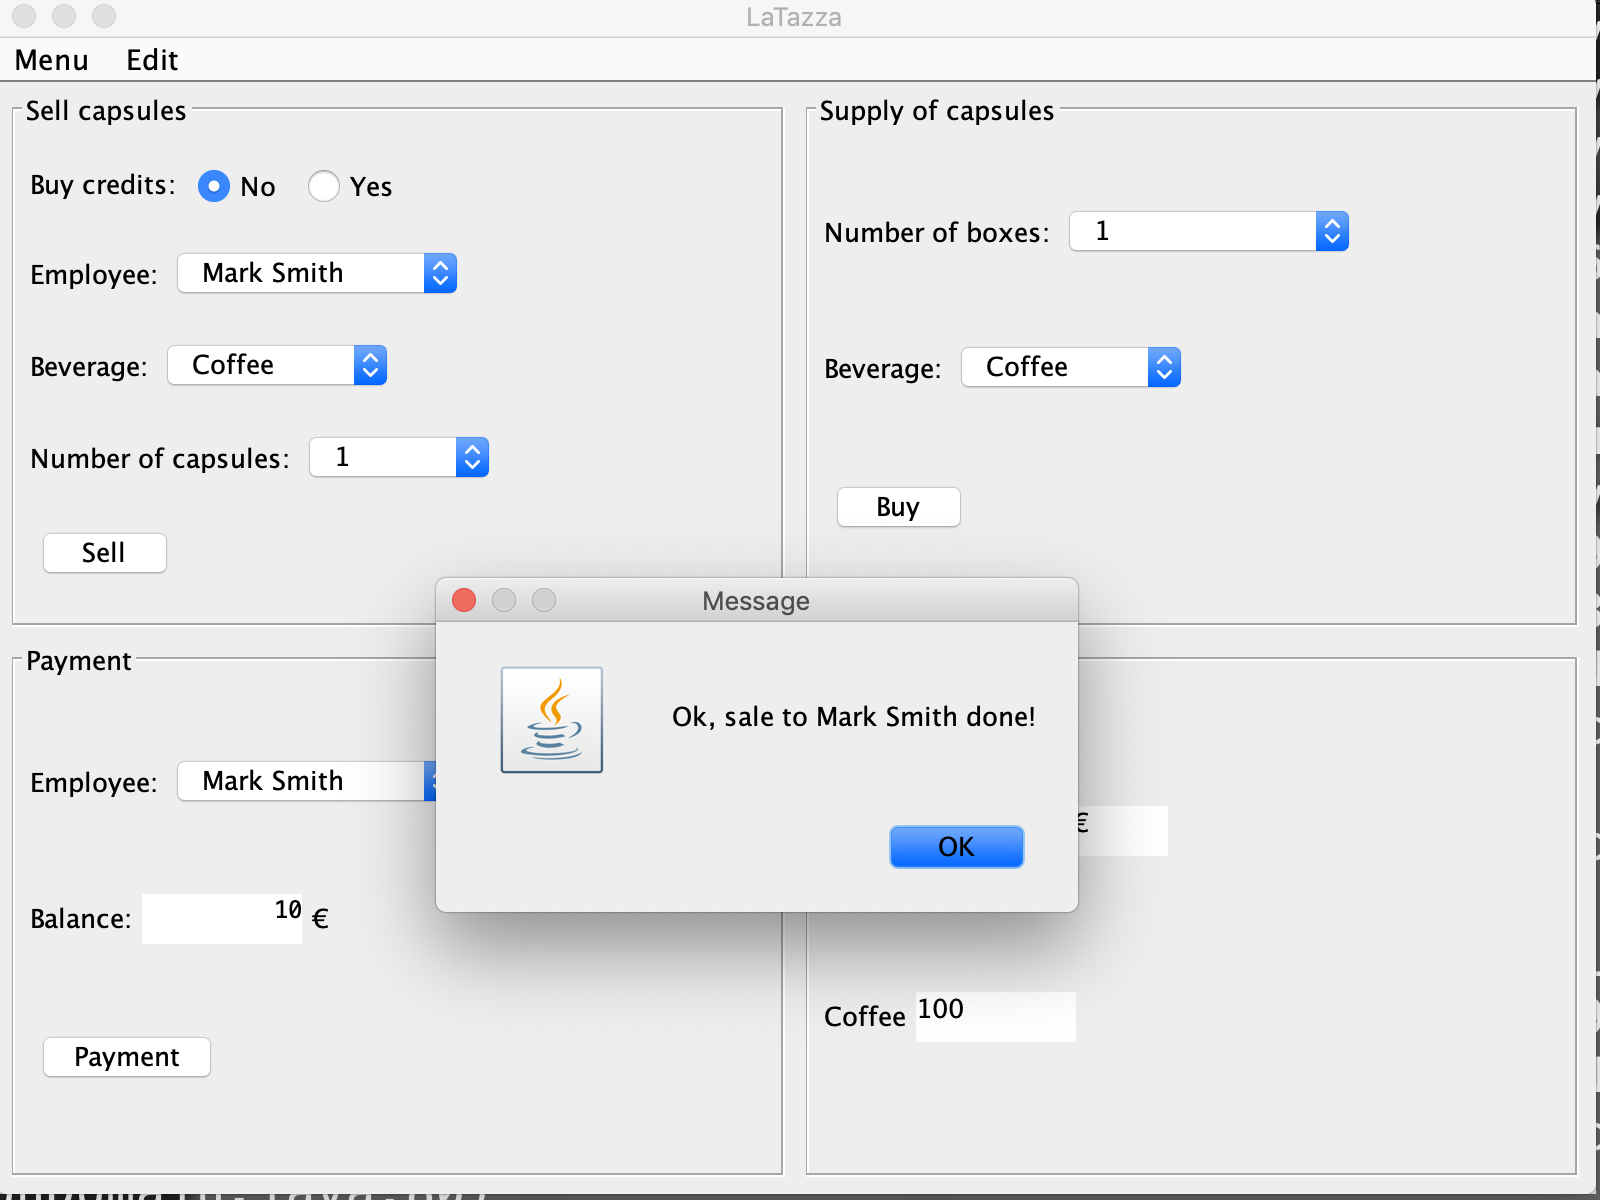 LaTazza
Menu Edit
Sell capsules
Buy credits: No Yes
Employee: Mark Smith
Beverage: Coffee
Number of capsules: 1
Sell
Supply of capsules
Number of boxes: 1
Beverage: Coffee
Buy
Payment
Employee: Mark Smith
Balance: 10 €
Payment
Message
Ok, sale to Mark Smith done!
OK
€
Coffee 100